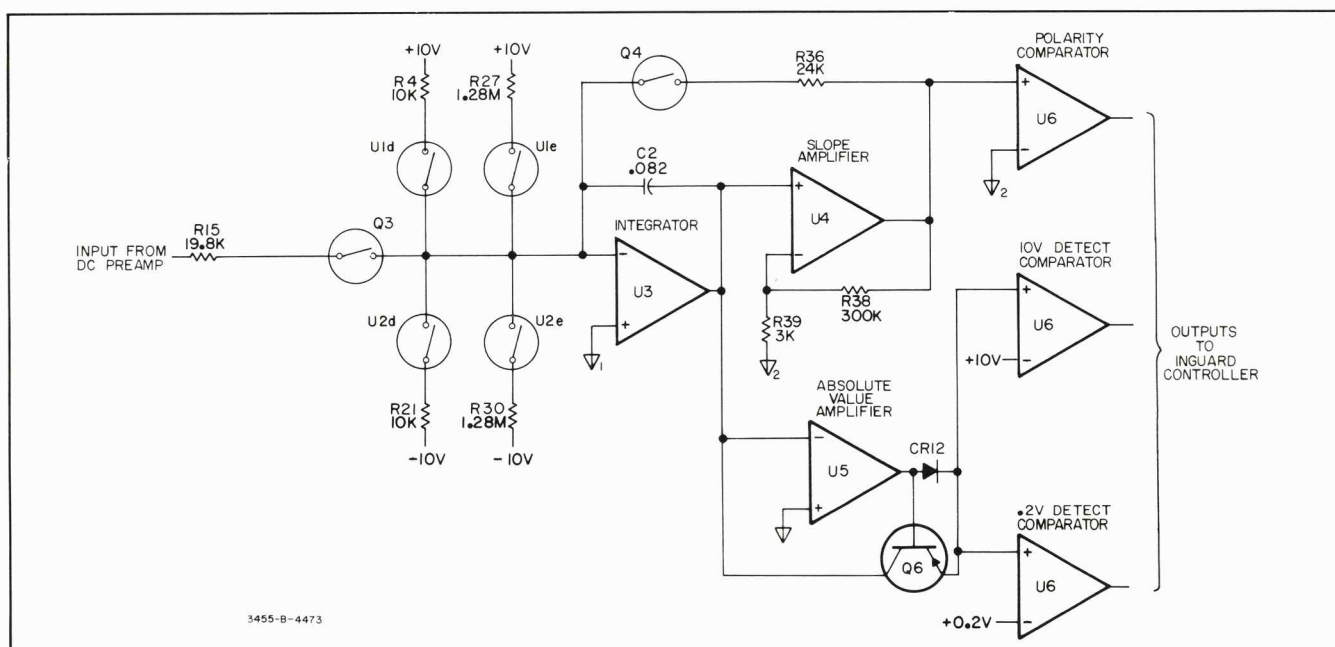 +10V
R4
10K
U1d
+10V
R27
1.28M
U1e
Q4
R36
24K
POLARITY
COMPARATOR
+
U6
-
2
C2
.082
SLOPE
AMPLIFIER
+
U4
-
R38
300K
R39
3K
2
INPUT FROM
DC PREAMP
R15
19.8K
Q3
INTEGRATOR
-
U3
+
1
U2d
R21
10K
-10V
U2e
R30
1.28M
-10V
10V DETECT
COMPARATOR
+
U6
+10V
-
ABSOLUTE
VALUE
AMPLIFIER
-
U5
+
CR12
Q6
.2V DETECT
COMPARATOR
+
U6
+0.2V
-
OUTPUTS
TO
INGUARD
CONTROLLER
3455-B-4473